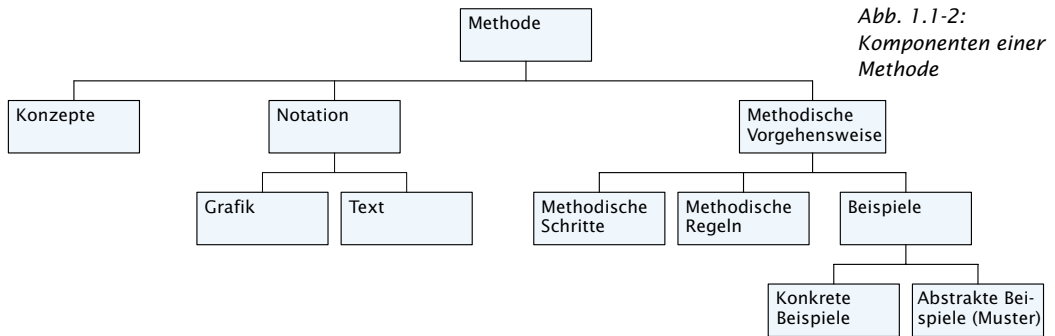 Methode
Abb. 1.1-2:
Komponenten einer
Methode
Konzepte
Notation
Methodische
Vorgehensweise
Grafik
Text
Methodische
Schritte
Methodische
Regeln
Beispiele
Konkrete
Beispiele
Abstrakte Bei-
spiele (Muster)